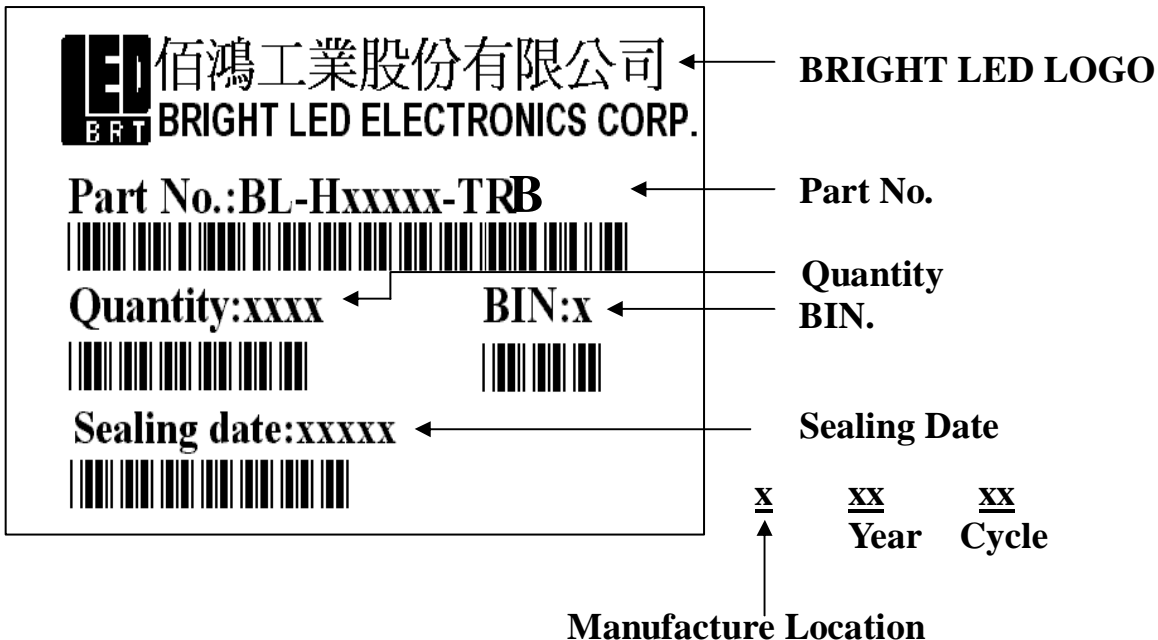 LED
BRT
佰鴻工業股份有限公司
BRIGHT LED ELECTRONICS CORP.
BRIGHT LED LOGO
Part No.:BL-Hxxxxx-TRB
Part No.
Quantity:xxxx
BIN:x
Quantity
BIN.
Sealing date:xxxxx
Sealing Date
x xx xx
Year Cycle
Manufacture Location